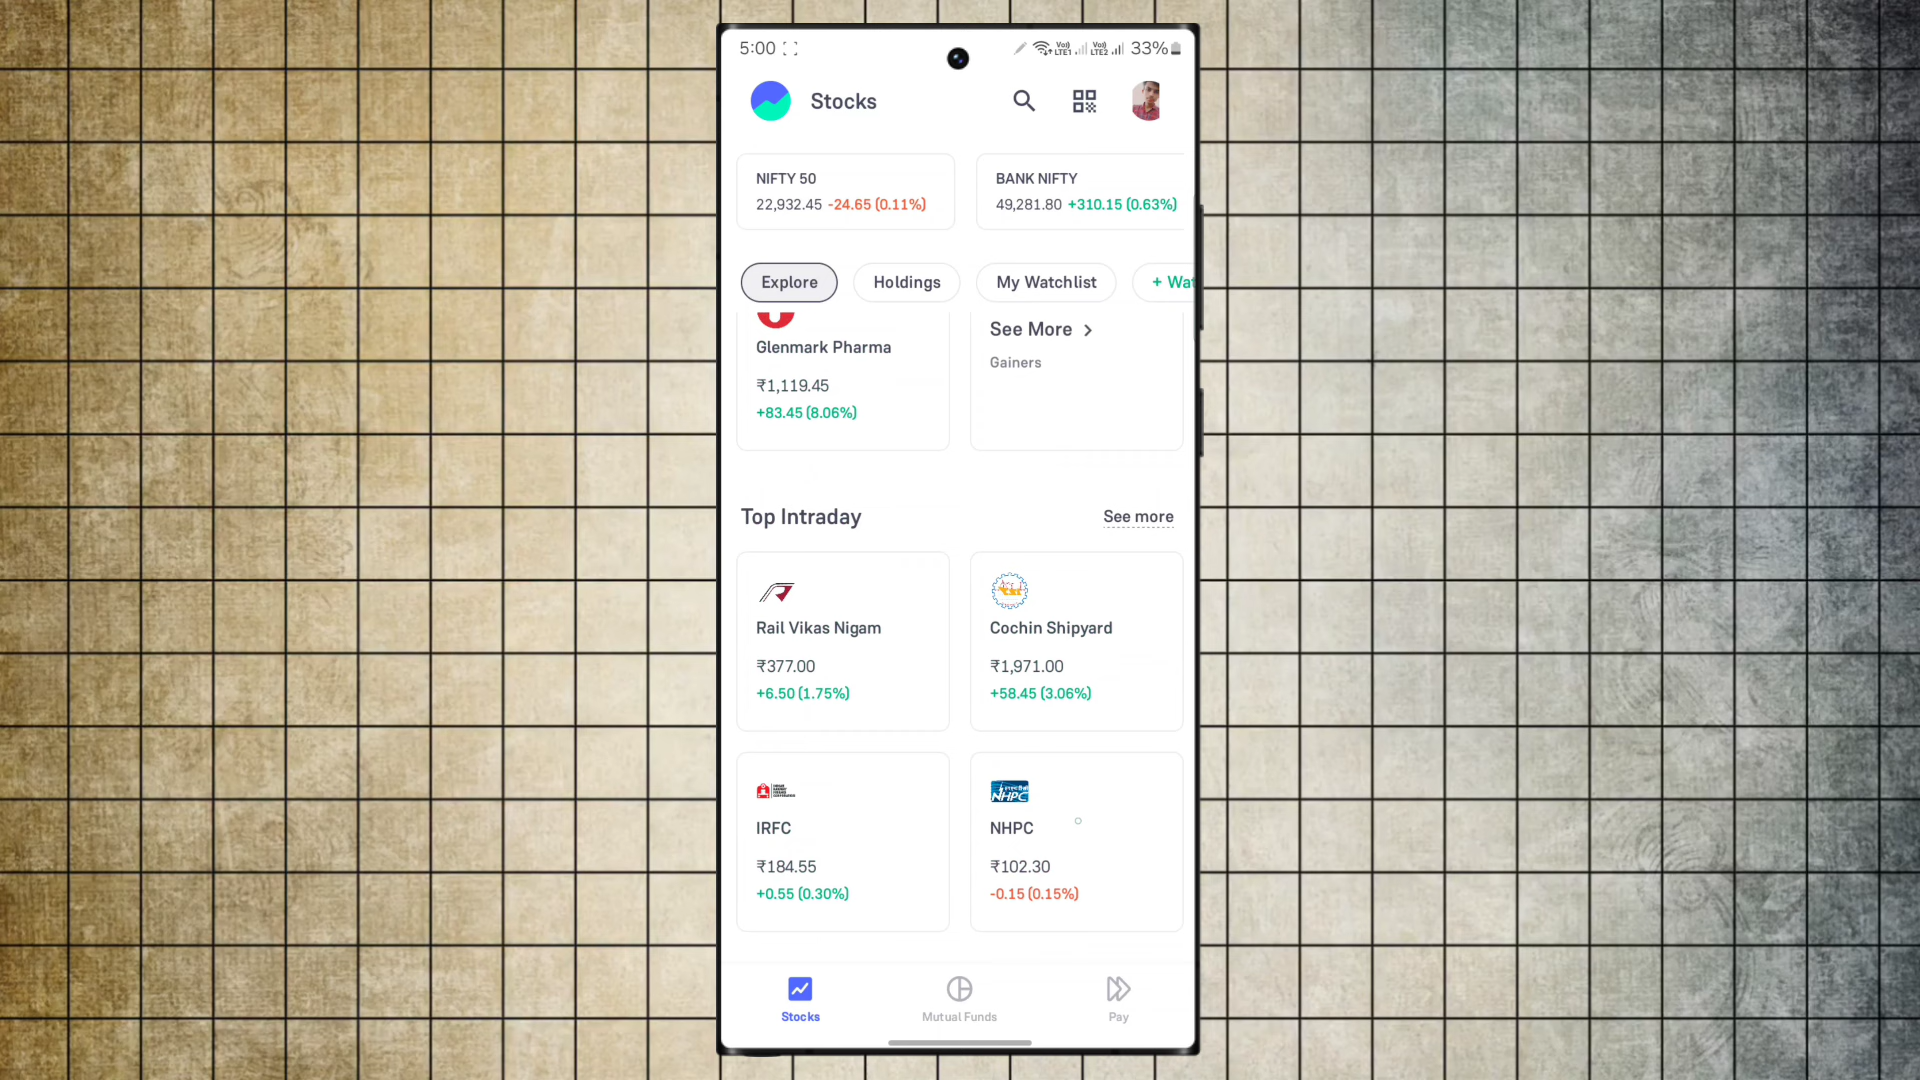 5:00 33%
Stocks
NIFTY 50
22,932.45 -24.65 (0.11%)
BANK NIFTY
49,281.80 +310.15 (0.63%)
Explore Holdings My Watchlist + Wat
Glenmark Pharma
₹1,119.45
+83.45 (8.06%)
See More
Gainers
Top Intraday See more
Rail Vikas Nigam
₹377.00
+6.50 (1.75%)
Cochin Shipyard
₹1,971.00
+58.45 (3.06%)
IRFC
₹184.55
+0.55 (0.30%)
NHPC
NHPC
₹102.30
-0.15 (0.15%)
Stocks Mutual Funds Pay